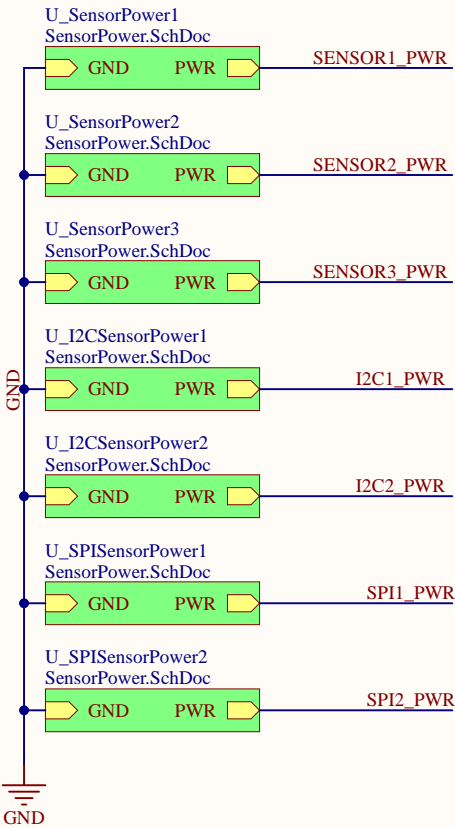 U_SensorPower1
SensorPower.SchDoc
GND PWR SENSOR1_PWR
U_SensorPower2
SensorPower.SchDoc
GND PWR SENSOR2_PWR
U_SensorPower3
SensorPower.SchDoc
GND PWR SENSOR3_PWR
U_I2CSensorPower1
SensorPower.SchDoc
GND
GND PWR I2C1_PWR
U_I2CSensorPower2
SensorPower.SchDoc
GND PWR I2C2_PWR
U_SPISensorPower1
SensorPower.SchDoc
GND PWR SPI1_PWR
U_SPISensorPower2
SensorPower.SchDoc
GND PWR SPI2_PWR
GND